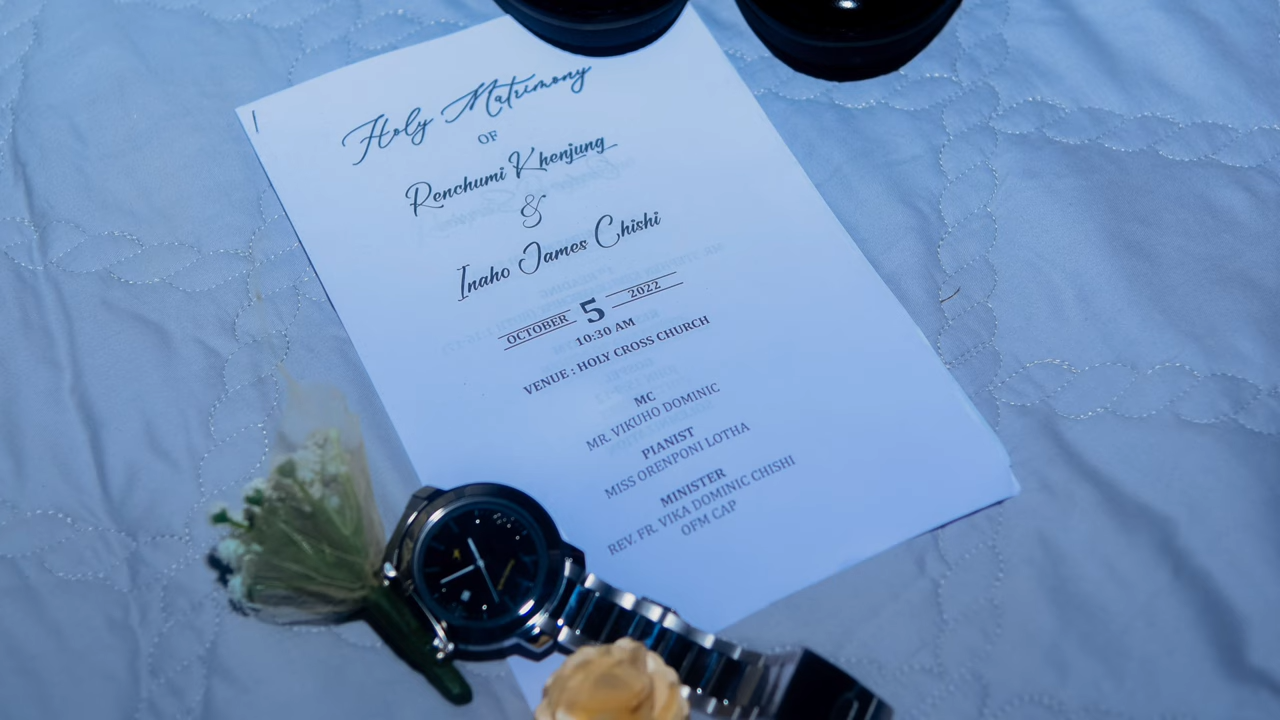 Holy Matrimony
OF
Renchumi Khenjung
&
Inaho James Chishi
OCTOBER 5 2022
10:30 AM
VENUE : HOLY CROSS CHURCH
MC
MR. VIKUHO DOMINIC
PIANIST
MISS ORENPONI LOTHA
MINISTER
REV. FR. VIKA DOMINIC CHISHI
OFM CAP